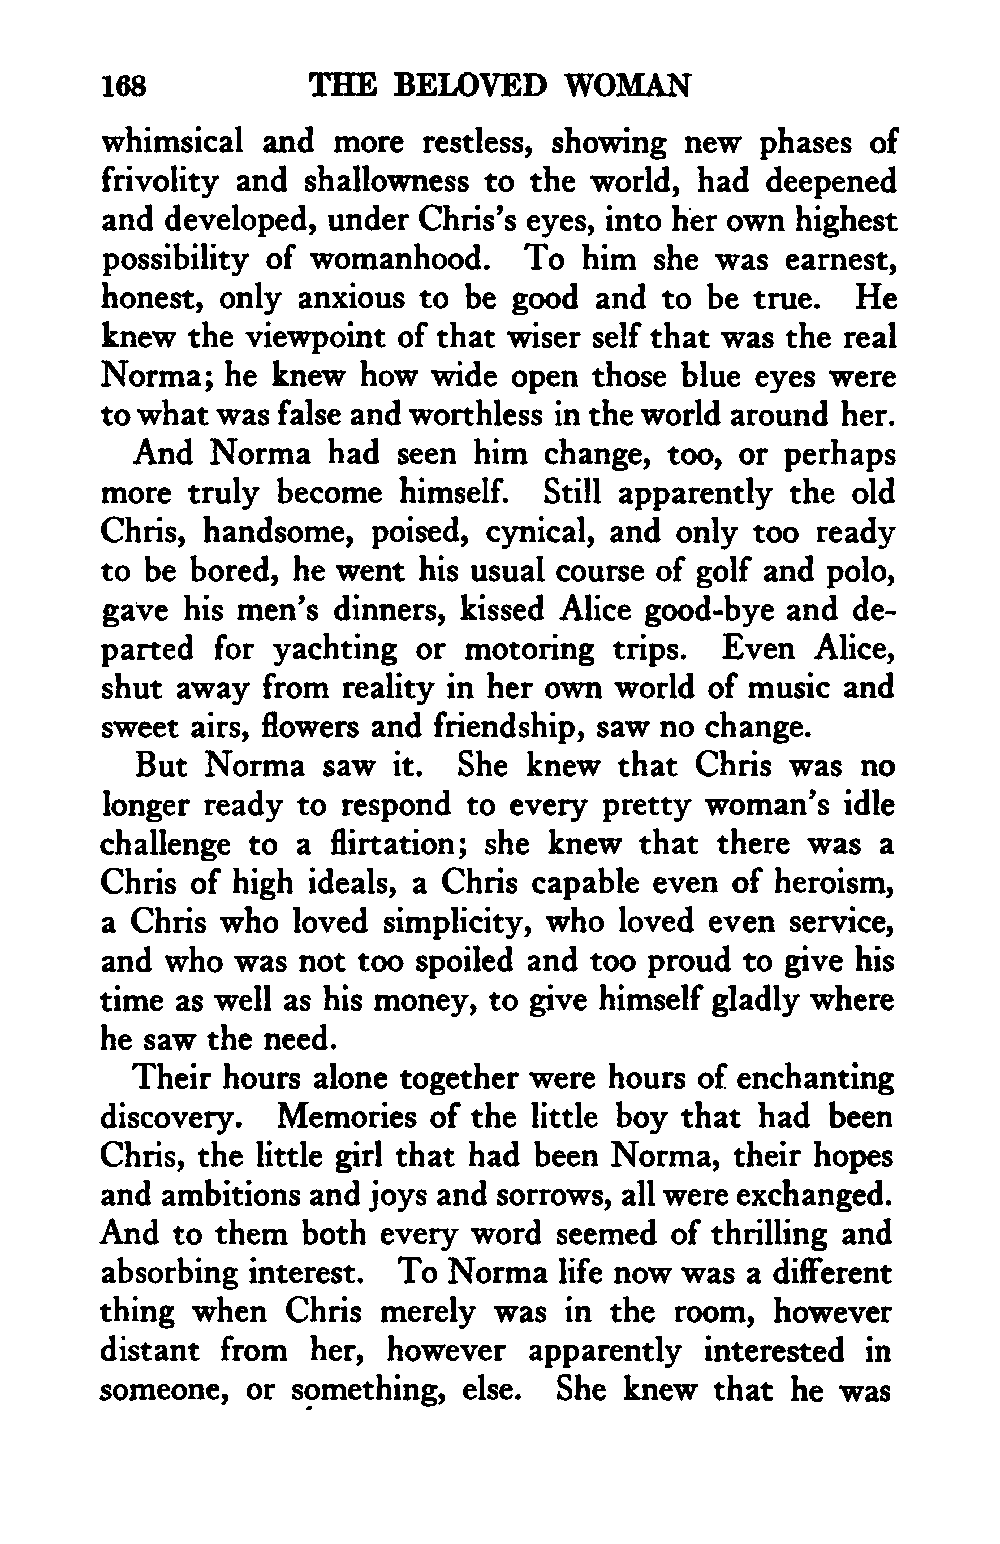 168 THE BELOVED WOMAN
whimsical and more restless, showing new phases of
frivolity and shallowness to the world, had deepened
and developed, under Chris's eyes, into her own highest
possibility of womanhood. To him she was earnest,
honest, only anxious to be good and to be true. He
knew the viewpoint of that wiser self that was the real
Norma; he knew how wide open those blue eyes were
to what was false and worthless in the world around her.
And Norma had seen him change, too, or perhaps
more truly become himself. Still apparently the old
Chris, handsome, poised, cynical, and only too ready
to be bored, he went his usual course of golf and polo,
gave his men's dinners, kissed Alice good-bye and de-
parted for yachting or motoring trips. Even Alice,
shut away from reality in her own world of music and
sweet airs, flowers and friendship, saw no change.
But Norma saw it. She knew that Chris was no
longer ready to respond to every pretty woman's idle
challenge to a flirtation; she knew that there was a
Chris of high ideals, a Chris capable even of heroism,
a Chris who loved simplicity, who loved even service,
and who was not too spoiled and too proud to give his
time as well as his money, to give himself gladly where
he saw the need.
Their hours alone together were hours of enchanting
discovery. Memories of the little boy that had been
Chris, the little girl that had been Norma, their hopes
and ambitions and joys and sorrows, all were exchanged.
And to them both every word seemed of thrilling and
absorbing interest. To Norma life now was a different
thing when Chris merely was in the room, however
distant from her, however apparently interested in
someone, or something, else. She knew that he was